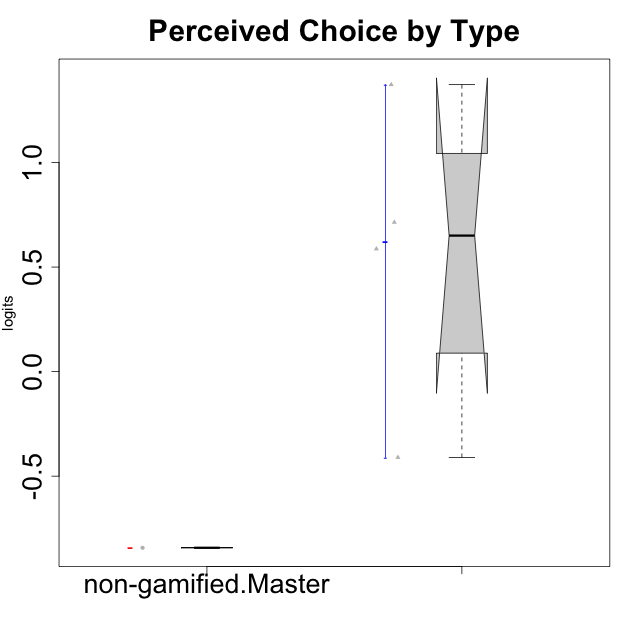 Perceived Choice by Type
logits
1.0
0.5
0.0
-0.5
non-gamified.Master